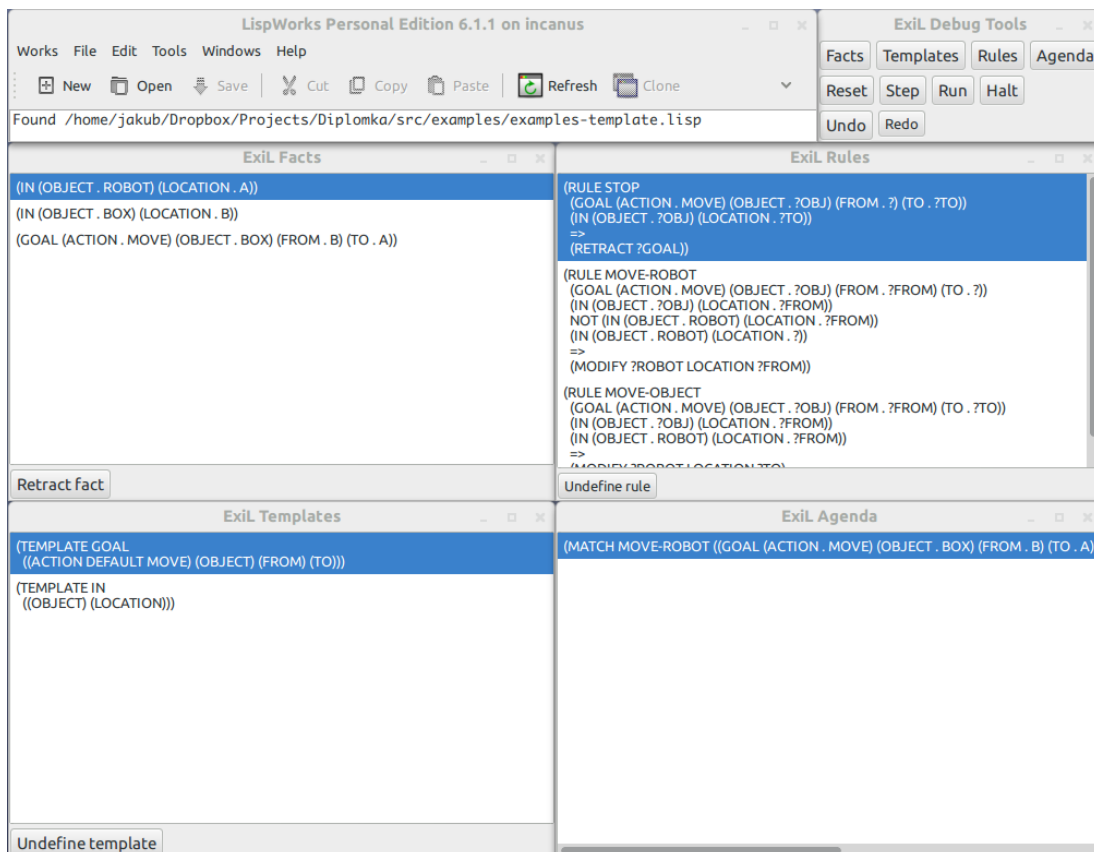 LispWorks Personal Edition 6.1.1 on incanus
Works File Edit Tools Windows Help
New Open Save Cut Copy Paste Refresh Clone
Found /home/jakub/Dropbox/Projects/Diplomka/src/examples/examples-template.lisp
ExiL Debug Tools
Facts Templates Rules Agenda
Reset Step Run Halt
Undo Redo
ExiL Facts
(IN (OBJECT . ROBOT) (LOCATION . A))
(IN (OBJECT . BOX) (LOCATION . B))
(GOAL (ACTION . MOVE) (OBJECT . BOX) (FROM . B) (TO . A))
Retract fact
ExiL Rules
(RULE STOP
(GOAL (ACTION . MOVE) (OBJECT . ?OBJ) (FROM . ?) (TO . ?TO))
(IN (OBJECT . ?OBJ) (LOCATION . ?TO))
=>
(RETRACT ?GOAL))
(RULE MOVE-ROBOT
(GOAL (ACTION . MOVE) (OBJECT . ?OBJ) (FROM . ?FROM) (TO . ?))
(IN (OBJECT . ?OBJ) (LOCATION . ?FROM))
NOT (IN (OBJECT . ROBOT) (LOCATION . ?FROM))
(IN (OBJECT . ROBOT) (LOCATION . ?))
=>
(MODIFY ?ROBOT LOCATION ?FROM))
(RULE MOVE-OBJECT
(GOAL (ACTION . MOVE) (OBJECT . ?OBJ) (FROM . ?FROM) (TO . ?TO))
(IN (OBJECT . ?OBJ) (LOCATION . ?FROM))
(IN (OBJECT . ROBOT) (LOCATION . ?FROM))
=>
(MODIFY ?ROBOT LOCATION ?TO)
Undefine rule
ExiL Templates
(TEMPLATE GOAL
((ACTION DEFAULT MOVE) (OBJECT) (FROM) (TO)))
(TEMPLATE IN
((OBJECT) (LOCATION)))
Undefine template
ExiL Agenda
(MATCH MOVE-ROBOT ((GOAL (ACTION . MOVE) (OBJECT . BOX) (FROM . B) (TO . A)